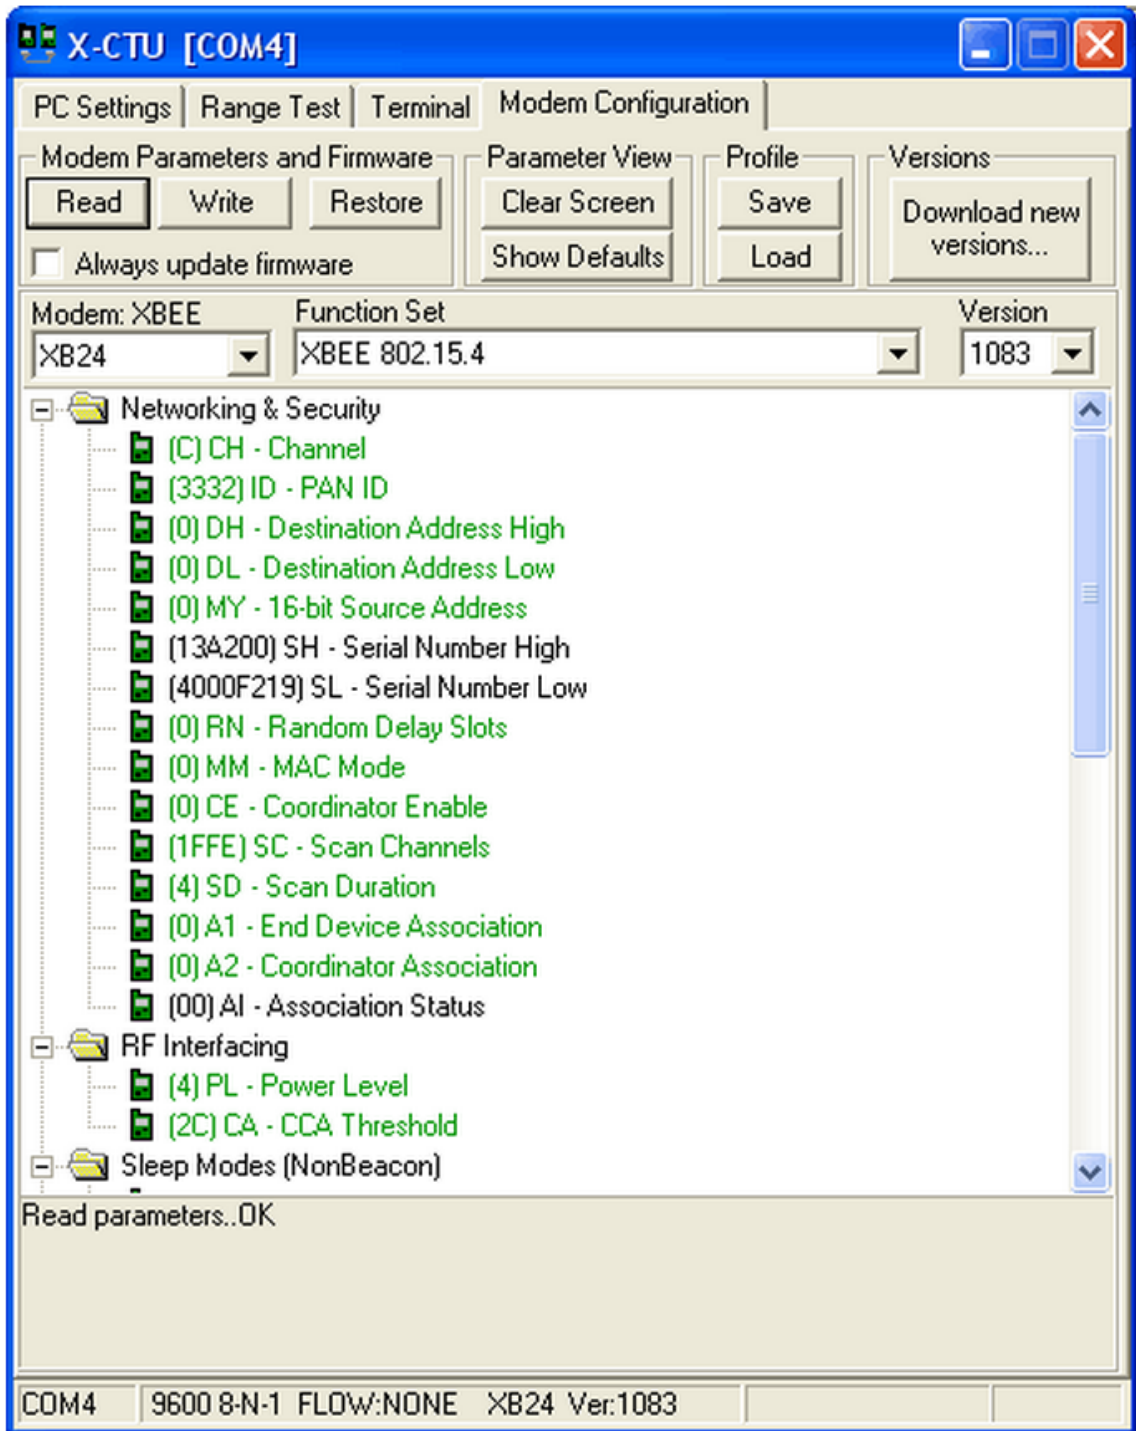 X-CTU [COM4]
PC Settings Range Test Terminal Modem Configuration
Modem Parameters and Firmware Parameter View Profile Versions
Read Write Restore Clear Screen Save Download new versions...
Always update firmware Show Defaults Load
Modem: XBEE Function Set Version
XB24 XBEE 802.15.4 1083
Networking & Security
(C) CH - Channel
(3332) ID - PAN ID
(0) DH - Destination Address High
(0) DL - Destination Address Low
(0) MY - 16-bit Source Address
(13A200) SH - Serial Number High
(4000F219) SL - Serial Number Low
(0) RN - Random Delay Slots
(0) MM - MAC Mode
(0) CE - Coordinator Enable
(1FFE) SC - Scan Channels
(4) SD - Scan Duration
(0) A1 - End Device Association
(0) A2 - Coordinator Association
(00) AI - Association Status
RF Interfacing
(4) PL - Power Level
(2C) CA - CCA Threshold
Sleep Modes (NonBeacon)
Read parameters..OK
COM4 9600 8-N-1 FLOW:NONE XB24 Ver:1083